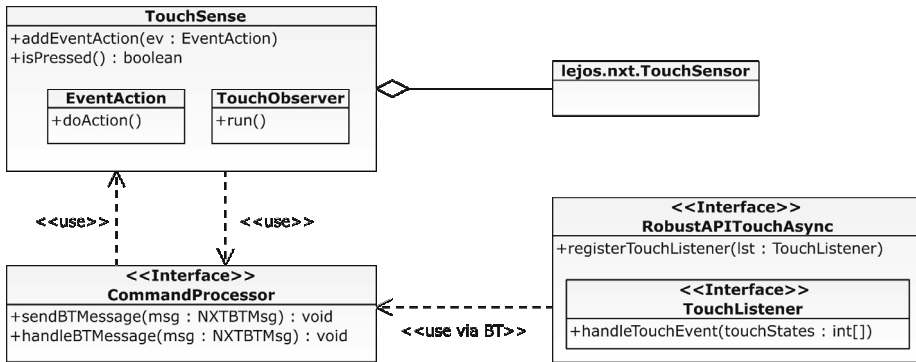 TouchSense
+addEventAction(ev : EventAction)
+isPressed() : boolean
EventAction
+doAction()
TouchObserver
+run()
lejos.nxt.TouchSensor
<<use>>
<<use>>
<<Interface>>
CommandProcessor
+sendBTMessage(msg : NXTBTMsg) : void
+handleBTMessage(msg : NXTBTMsg) : void
<<use via BT>>
<<Interface>>
RobustAPITouchAsync
+registerTouchListener(lst : TouchListener)
<<Interface>>
TouchListener
+handleTouchEvent(touchStates : int[])